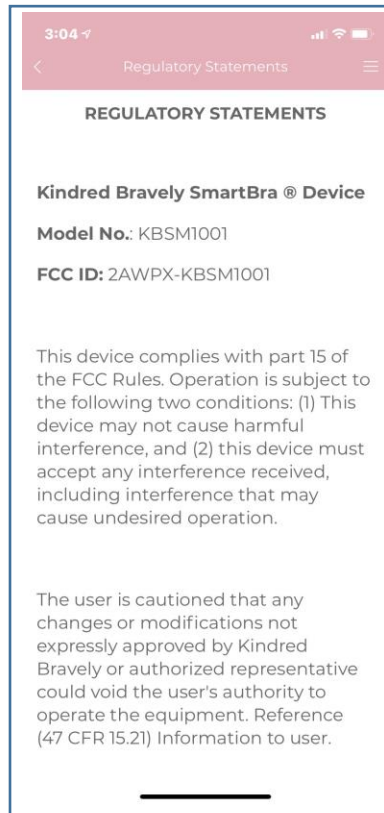 3:04
Regulatory Statements
REGULATORY STATEMENTS
Kindred Bravely SmartBra ® Device
Model No.: KBSM1001
FCC ID: 2AWPX-KBSM1001
This device complies with part 15 of
the FCC Rules. Operation is subject to
the following two conditions: (1) This
device may not cause harmful
interference, and (2) this device must
accept any interference received,
including interference that may
cause undesired operation.
The user is cautioned that any
changes or modifications not
expressly approved by Kindred
Bravely or authorized representative
could void the user's authority to
operate the equipment. Reference
(47 CFR 15.21) Information to user.